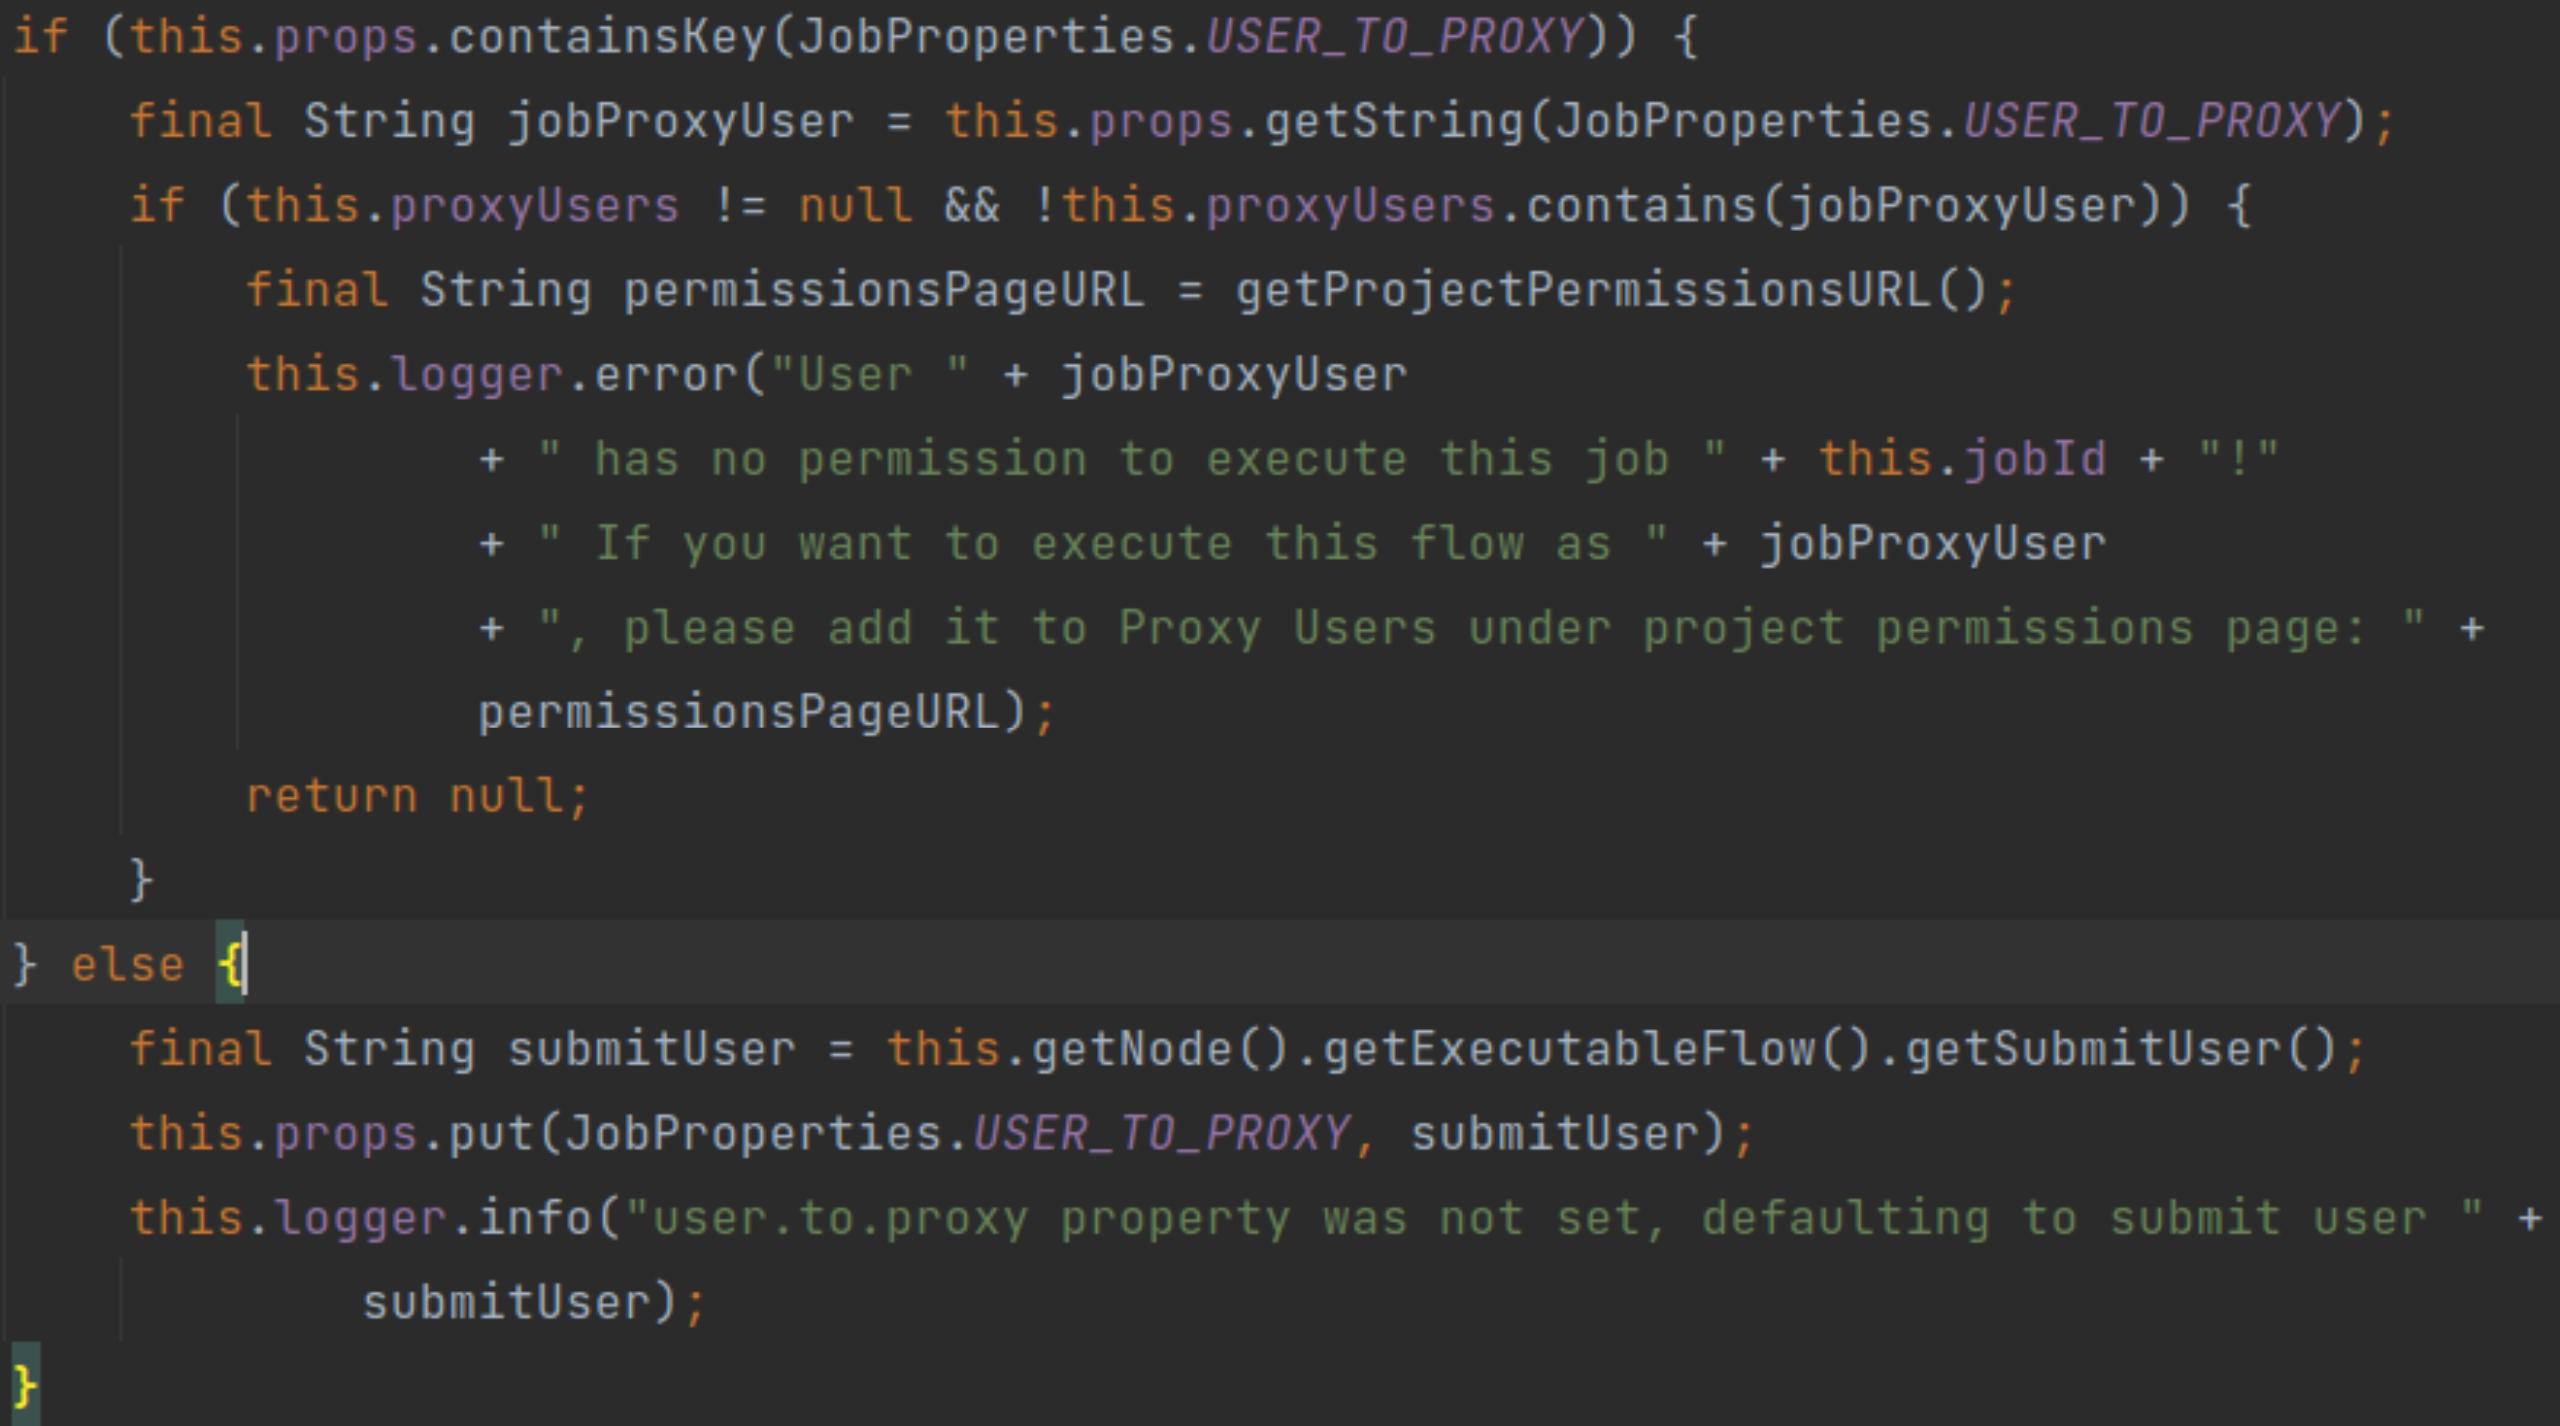 if (this.props.containsKey(JobProperties.USER_TO_PROXY)) {
    final String jobProxyUser = this.props.getString(JobProperties.USER_TO_PROXY);
    if (this.proxyUsers != null && !this.proxyUsers.contains(jobProxyUser)) {
        final String permissionsPageURL = getProjectPermissionsURL();
        this.logger.error("User " + jobProxyUser
                + " has no permission to execute this job " + this.jobId + "!"
                + " If you want to execute this flow as " + jobProxyUser
                + ", please add it to Proxy Users under project permissions page: " +
                permissionsPageURL);
        return null;
    }
} else {
    final String submitUser = this.getNode().getExecutableFlow().getSubmitUser();
    this.props.put(JobProperties.USER_TO_PROXY, submitUser);
    this.logger.info("user.to.proxy property was not set, defaulting to submit user " +
            submitUser);
}